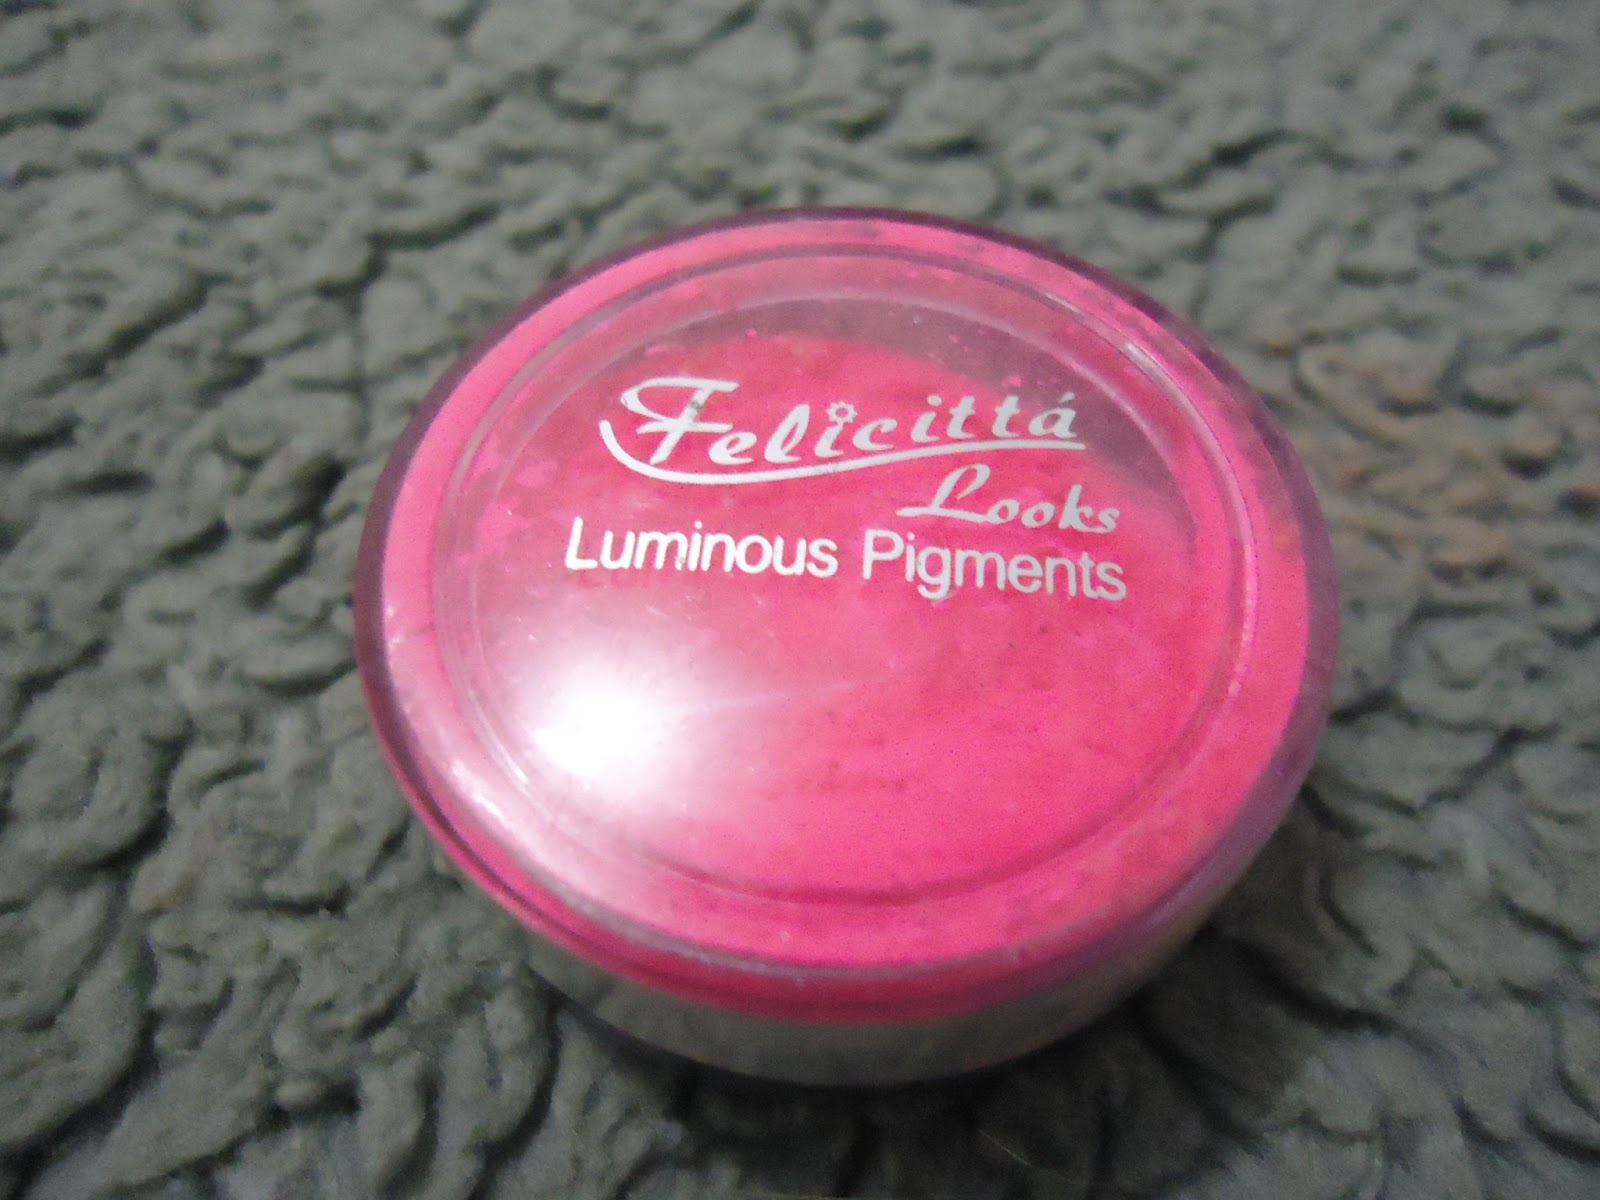 Felicittá
Looks
Luminous Pigments